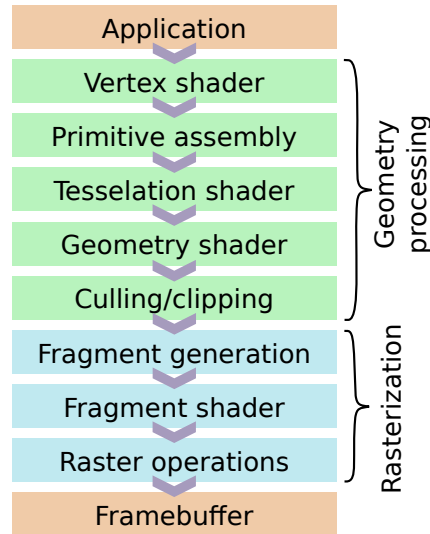 Application
Vertex shader
Primitive assembly
Tesselation shader
Geometry shader
Culling/clipping
Geometry
processing
Fragment generation
Fragment shader
Raster operations
Rasterization
Framebuffer